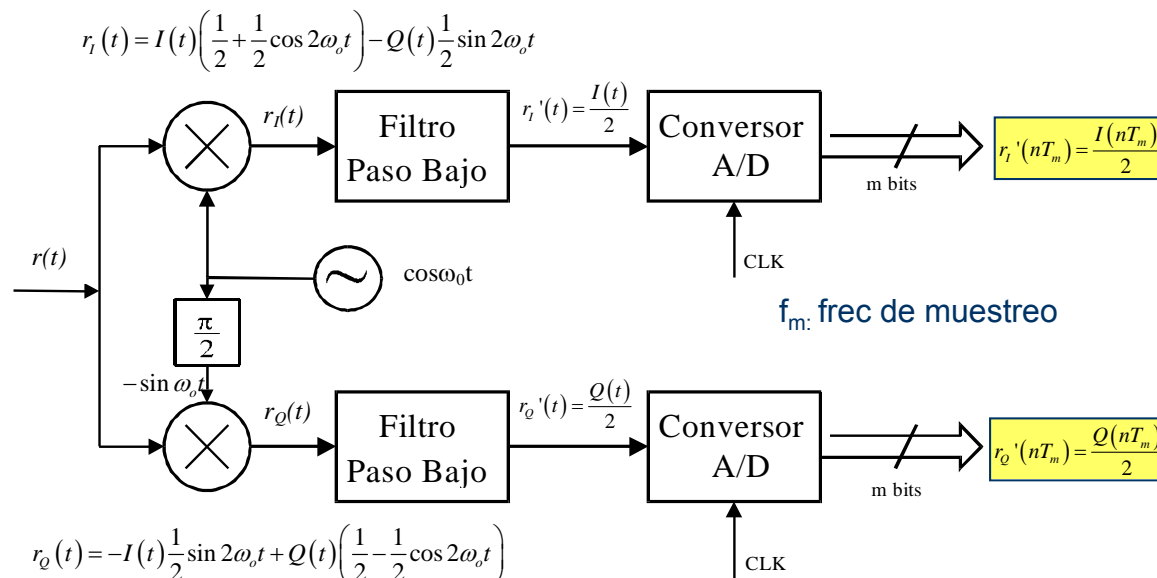 r_I(t) = I(t)(1/2 + 1/2 cos 2ω_o t) − Q(t) 1/2 sin 2ω_o t
r_I(t)
Filtro
Paso Bajo
r_I'(t) = I(t)/2
Conversor
A/D
m bits
r_I'(nT_m) = I(nT_m)/2
CLK
r(t)
cosω_0t
f_m: frec de muestreo
π/2
−sin ω_o t
r_Q(t)
Filtro
Paso Bajo
r_Q'(t) = Q(t)/2
Conversor
A/D
m bits
r_Q'(nT_m) = Q(nT_m)/2
CLK
r_Q(t) = −I(t) 1/2 sin 2ω_o t + Q(t)(1/2 − 1/2 cos 2ω_o t)